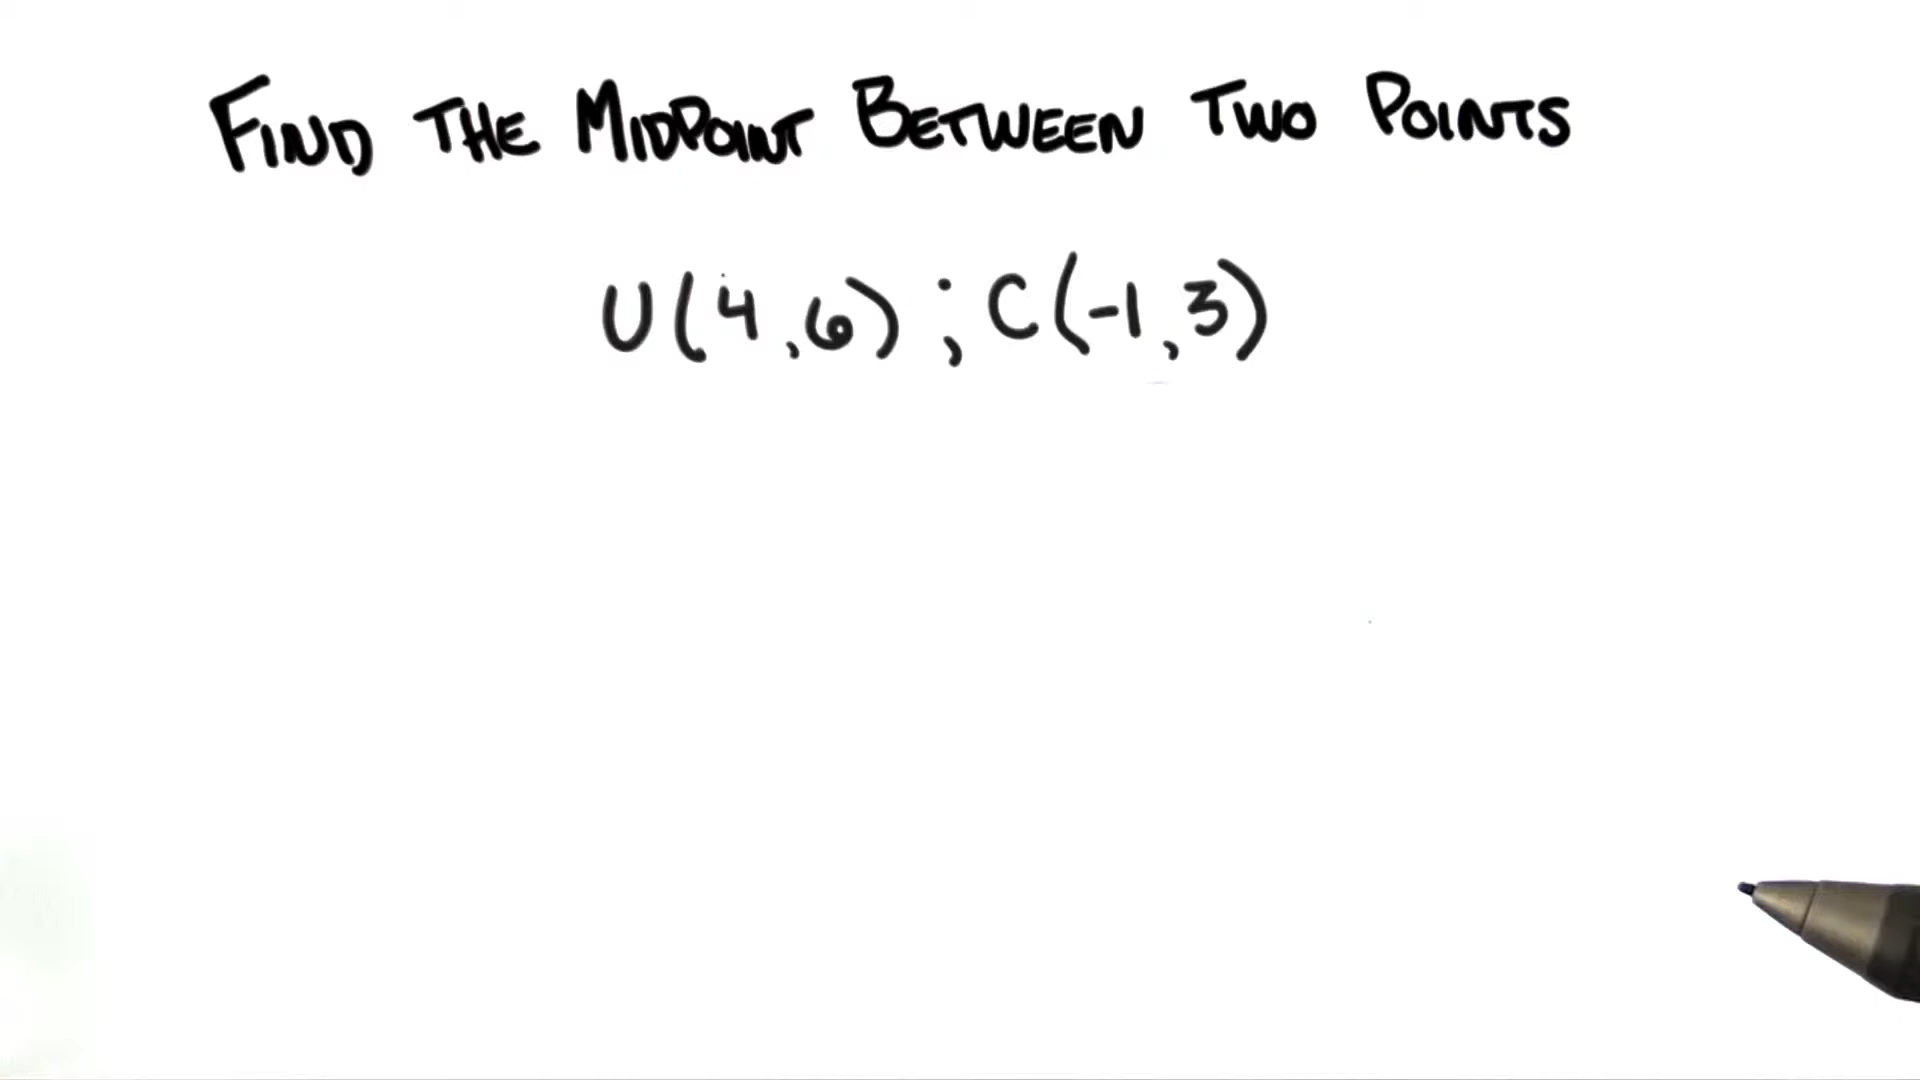 FIND THE MIDPOINT BETWEEN TWO POINTS
U(4,6) ; C(-1,3)